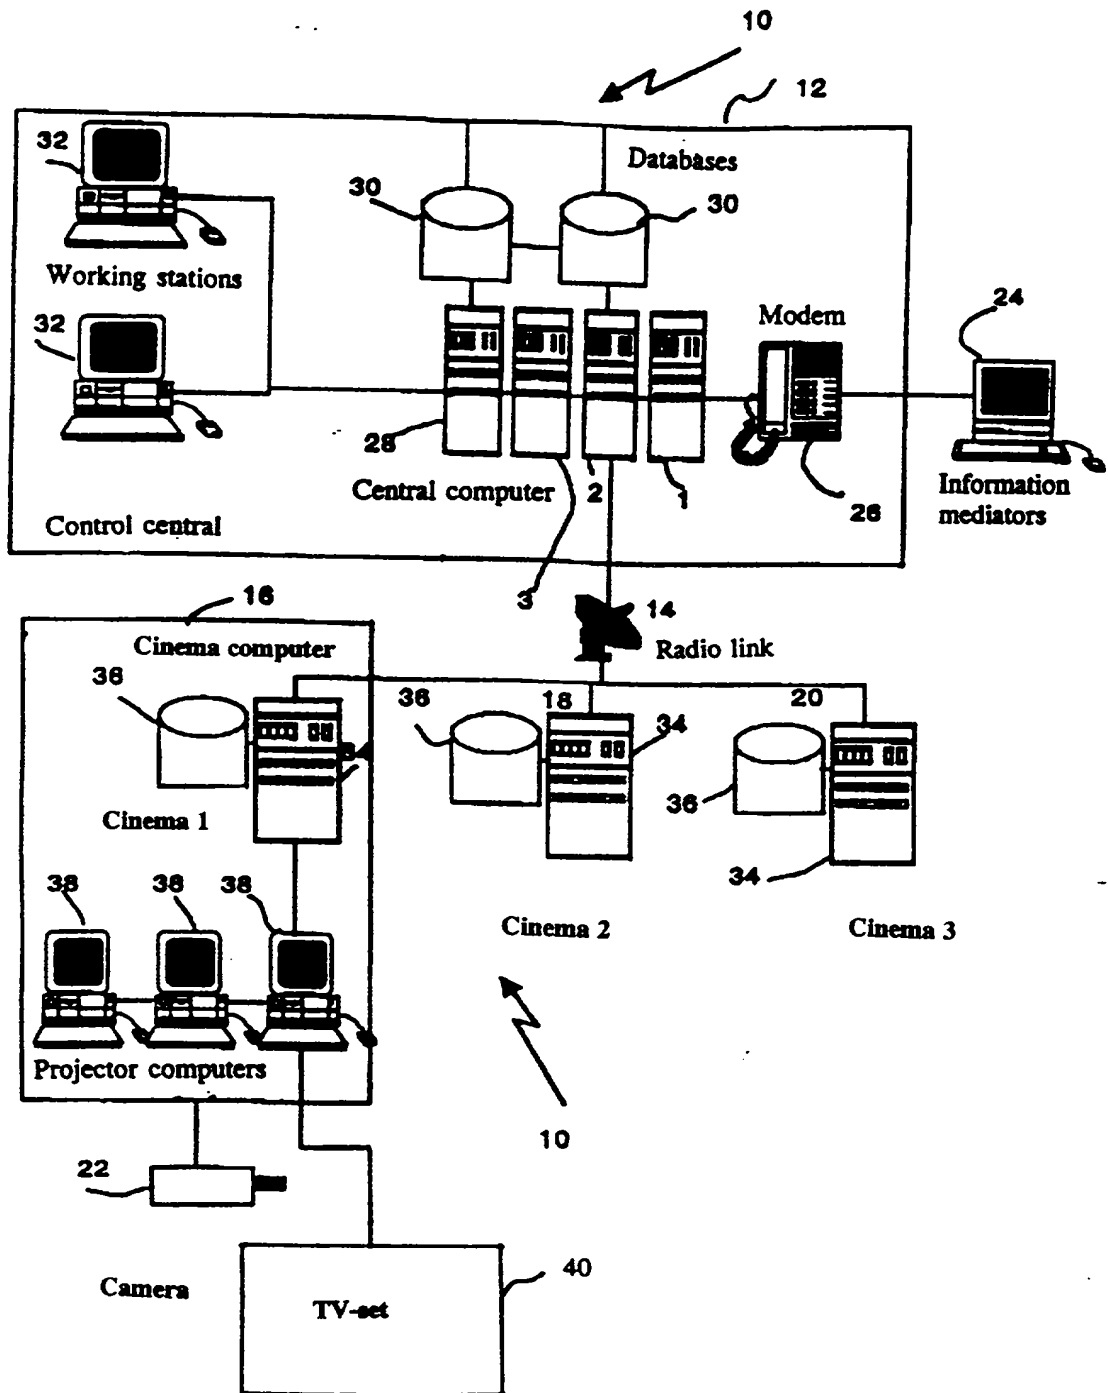 10
12
32
Databases
30
30
Working stations
24
32
Modem
28
Central computer
2
1
26
Information
mediators
Control central
3
16
14
Cinema computer
Radio link
36
36
18
34
20
36
Cinema 1
34
38
38
38
Cinema 2
Cinema 3
Projector computers
10
22
40
Camera
TV-set